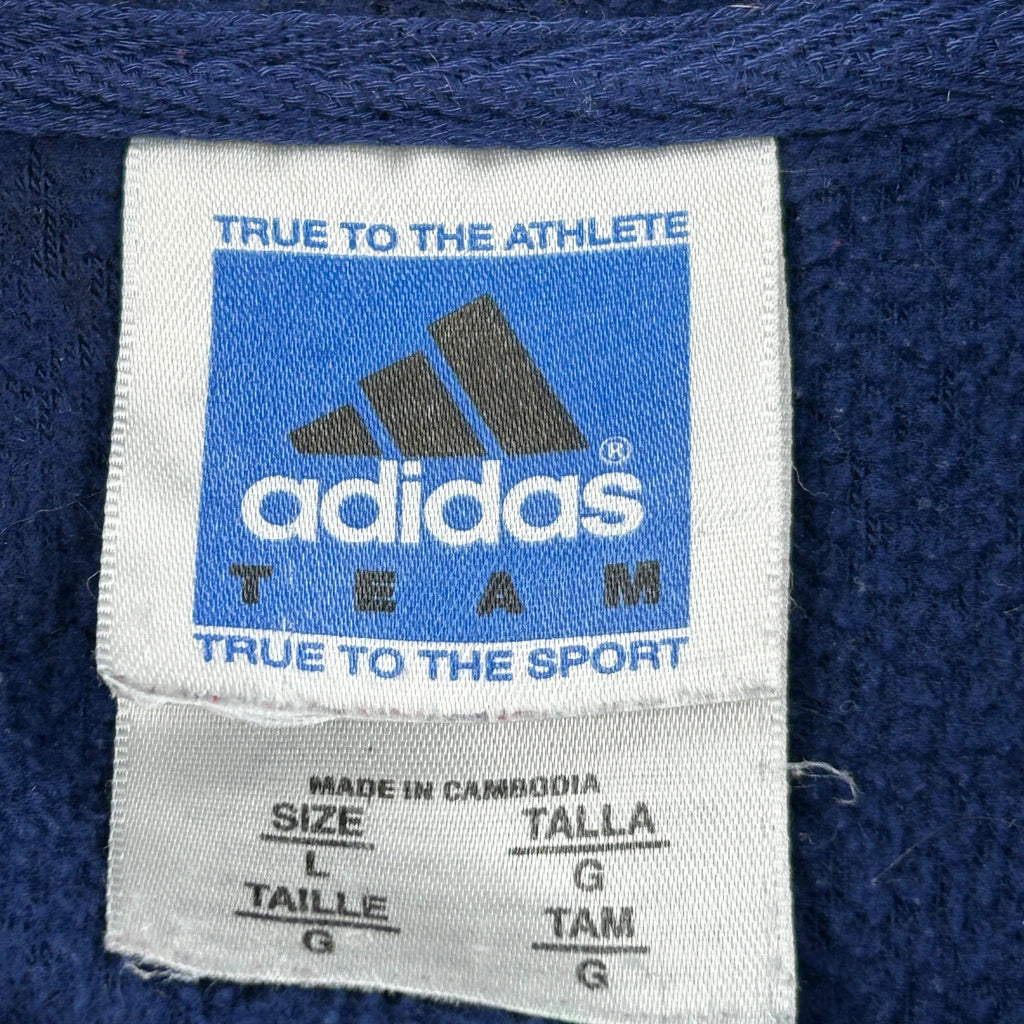 TRUE TO THE ATHLETE
adidas®
TEAM
TRUE TO THE SPORT
MADE IN CAMBODIA
SIZE TALLA
L G
TAILLE TAM
G G